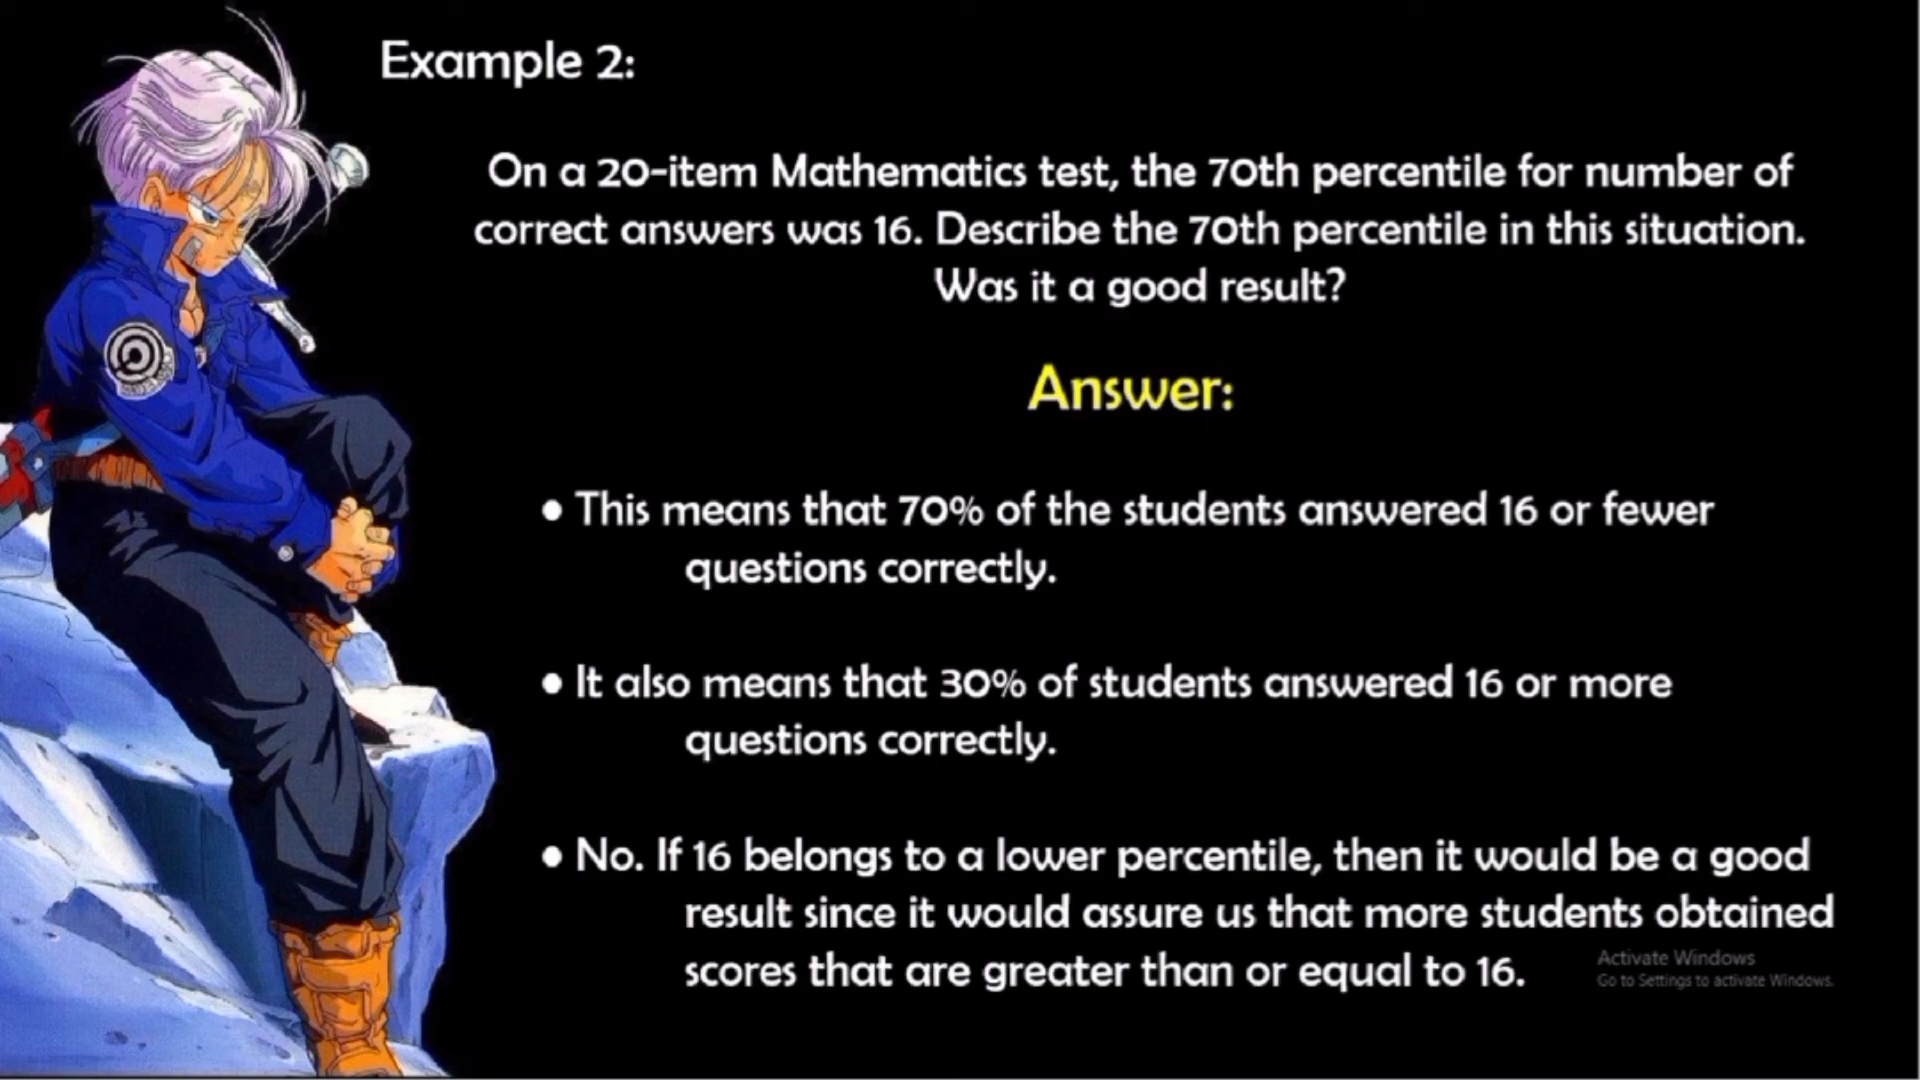 Example 2:
On a 20-item Mathematics test, the 70th percentile for number of
correct answers was 16. Describe the 70th percentile in this situation.
Was it a good result?
Answer:
• This means that 70% of the students answered 16 or fewer
questions correctly.
• It also means that 30% of students answered 16 or more
questions correctly.
• No. If 16 belongs to a lower percentile, then it would be a good
result since it would assure us that more students obtained
scores that are greater than or equal to 16.
Activate Windows
Go to Settings to activate Windows.